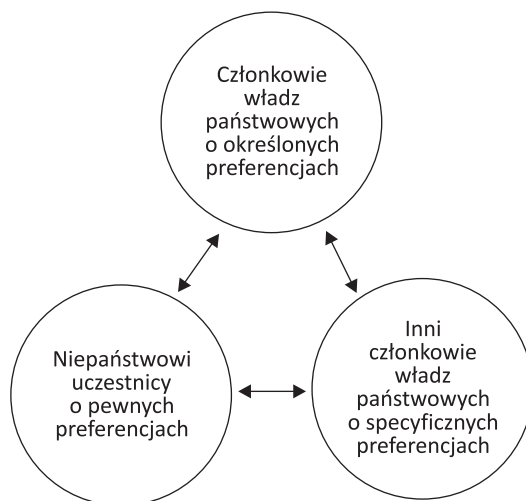 Członkowie
władz
państwowych
o określonych
preferencjach
Niepaństwowi
uczestnicy
o pewnych
preferencjach
Inni
członkowie
władz
państwowych
o specyficznych
preferencjach